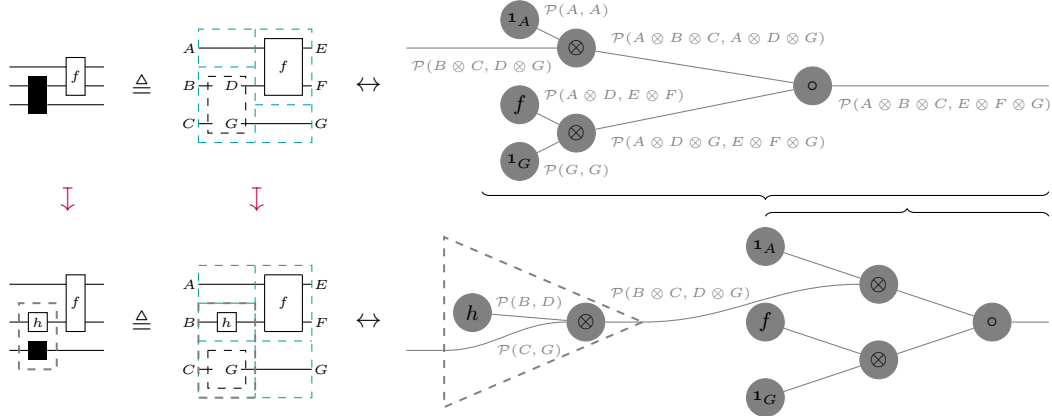 f
≜
A
B
C
D
G
f
E
F
G
↔
𝟏_A
𝒫(A, A)
⊗
𝒫(B ⊗ C, D ⊗ G)
𝒫(A ⊗ B ⊗ C, A ⊗ D ⊗ G)
f
𝒫(A ⊗ D, E ⊗ F)
⊗
𝟏_G
𝒫(G, G)
𝒫(A ⊗ D ⊗ G, E ⊗ F ⊗ G)
∘
𝒫(A ⊗ B ⊗ C, E ⊗ F ⊗ G)
f
h
≜
A
B
C
h
G
f
E
F
G
↔
h
𝒫(B, D)
⊗
𝒫(C, G)
𝒫(B ⊗ C, D ⊗ G)
𝟏_A
⊗
f
⊗
𝟏_G
∘